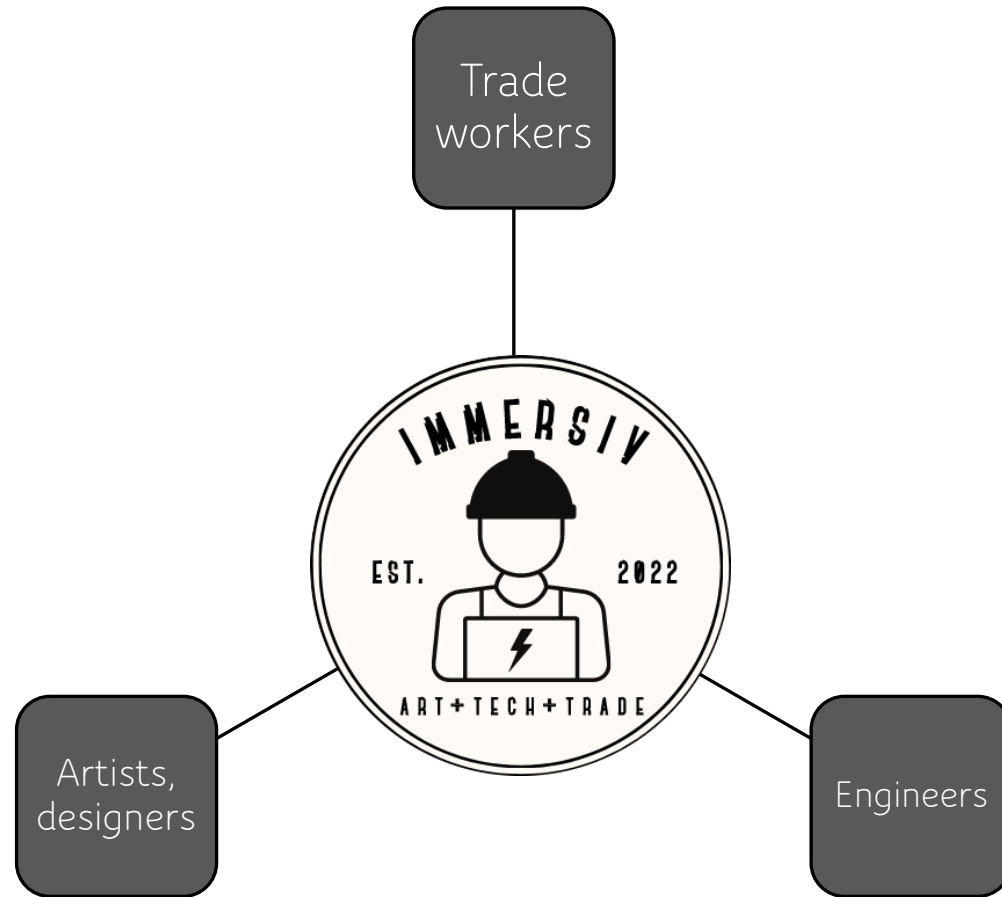 Trade
workers
IMMERSIV
EST. 2022
ART+TECH+TRADE
Artists,
designers
Engineers